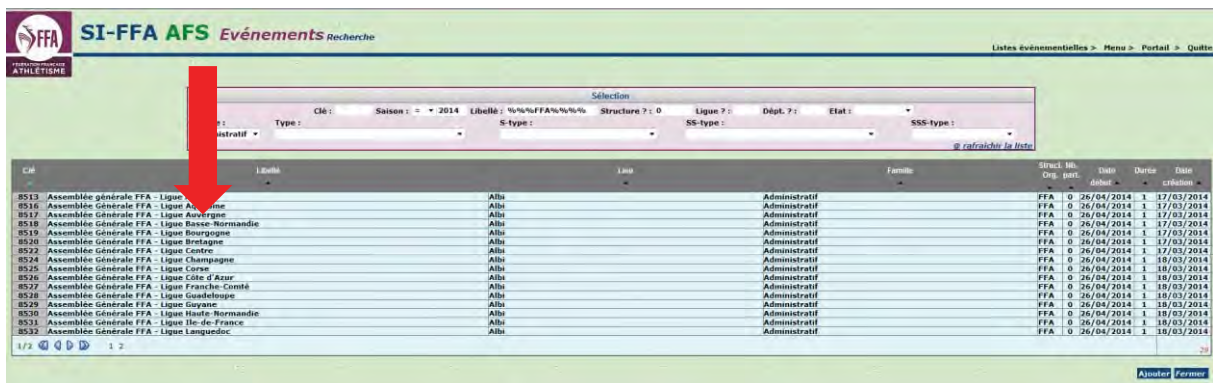 FFA
FÉDÉRATION FRANÇAISE
ATHLÉTISME
SI-FFA AFS Evénements Recherche
Listes évènementielles > Menu > Portail > Quitte
Sélection
Clé : Saison : = 2014 Libellé : %%%FFA%%%% Structure ? : 0 Ligue ? : Dépt. ? : Etat :
Type : S-type : SS-type : SSS-type :
istratif
rafraichir la liste
Clé Libellé Lieu Famille Struct. Org. Nb. part. Date début Durée Date création
8513 Assemblée générale FFA - Ligue Albi Administratif FFA 0 26/04/2014 1 17/03/2014
8516 Assemblée Générale FFA - Ligue Albi Administratif FFA 0 26/04/2014 1 17/03/2014
8517 Assemblée Générale FFA - Ligue Auvergne Albi Administratif FFA 0 26/04/2014 1 17/03/2014
8518 Assemblée Générale FFA - Ligue Basse-Normandie Albi Administratif FFA 0 26/04/2014 1 17/03/2014
8519 Assemblée Générale FFA - Ligue Bourgogne Albi Administratif FFA 0 26/04/2014 1 17/03/2014
8520 Assemblée Générale FFA - Ligue Bretagne Albi Administratif FFA 0 26/04/2014 1 17/03/2014
8522 Assemblée Générale FFA - Ligue Centre Albi Administratif FFA 0 26/04/2014 1 17/03/2014
8524 Assemblée Générale FFA - Ligue Champagne Albi Administratif FFA 0 26/04/2014 1 18/03/2014
8525 Assemblée Générale FFA - Ligue Corse Albi Administratif FFA 0 26/04/2014 1 18/03/2014
8526 Assemblée Générale FFA - Ligue Côte d'Azur Albi Administratif FFA 0 26/04/2014 1 18/03/2014
8527 Assemblée Générale FFA - Ligue Franche-Comté Albi Administratif FFA 0 26/04/2014 1 18/03/2014
8528 Assemblée Générale FFA - Ligue Guadeloupe Albi Administratif FFA 0 26/04/2014 1 18/03/2014
8529 Assemblée Générale FFA - Ligue Guyane Albi Administratif FFA 0 26/04/2014 1 18/03/2014
8530 Assemblée Générale FFA - Ligue Haute-Normandie Albi Administratif FFA 0 26/04/2014 1 18/03/2014
8531 Assemblée Générale FFA - Ligue Ile-de-France Albi Administratif FFA 0 26/04/2014 1 18/03/2014
8532 Assemblée Générale FFA - Ligue Languedoc Albi Administratif FFA 0 26/04/2014 1 18/03/2014
1/2 1 2
Ajouter Fermer